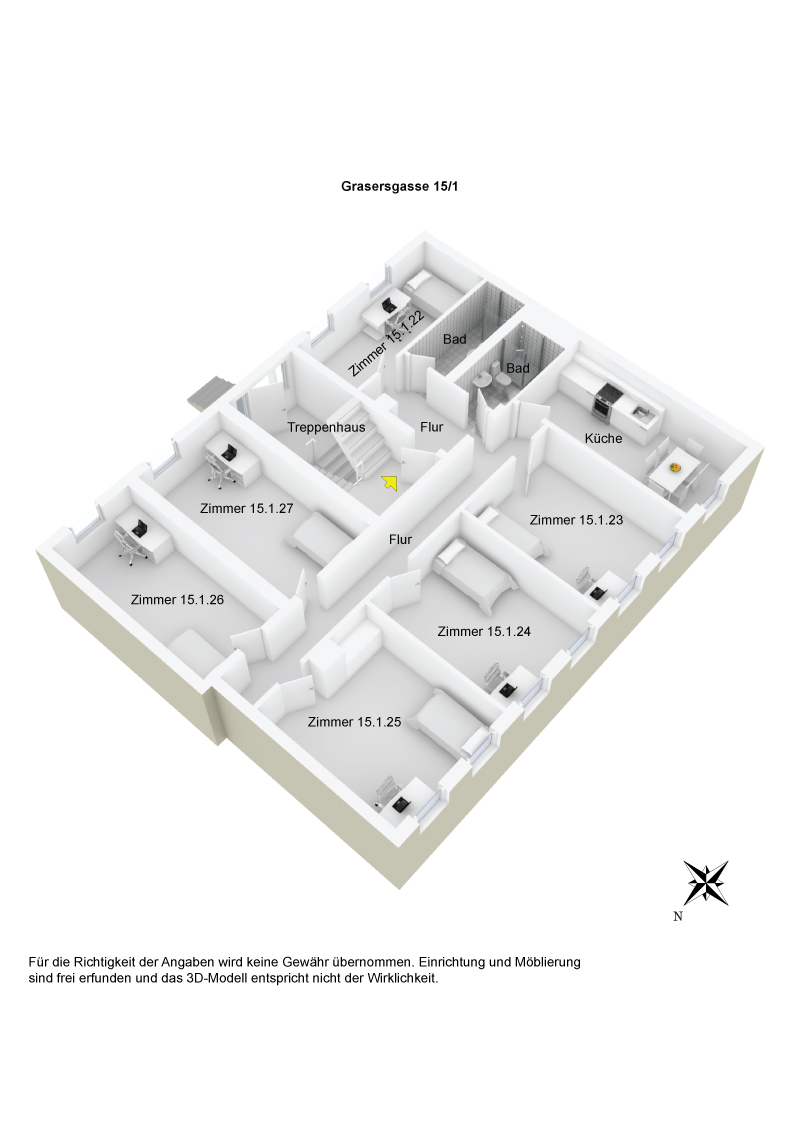 Grasersgasse 15/1
Zimmer 15.1.22
Bad
Bad
Treppenhaus
Flur
Küche
Zimmer 15.1.27
Zimmer 15.1.23
Flur
Zimmer 15.1.26
Zimmer 15.1.24
Zimmer 15.1.25
N
Für die Richtigkeit der Angaben wird keine Gewähr übernommen. Einrichtung und Möblierung
sind frei erfunden und das 3D-Modell entspricht nicht der Wirklichkeit.